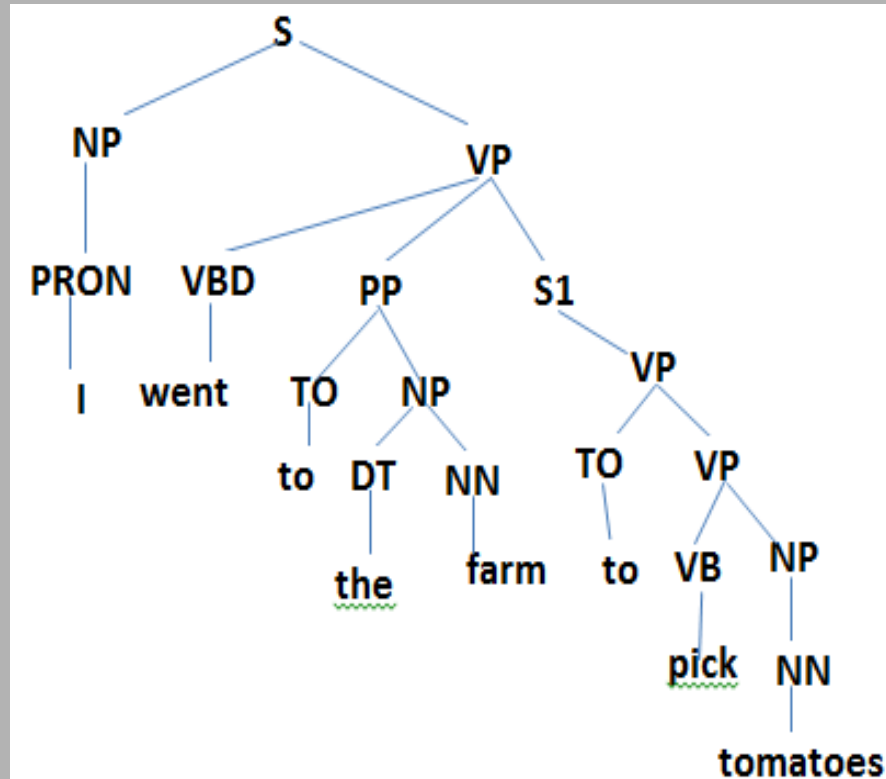 S
NP
VP
PRON VBD PP S1
VP
I went TO NP
to DT NN TO VP
the farm to VB NP
pick NN
tomatoes